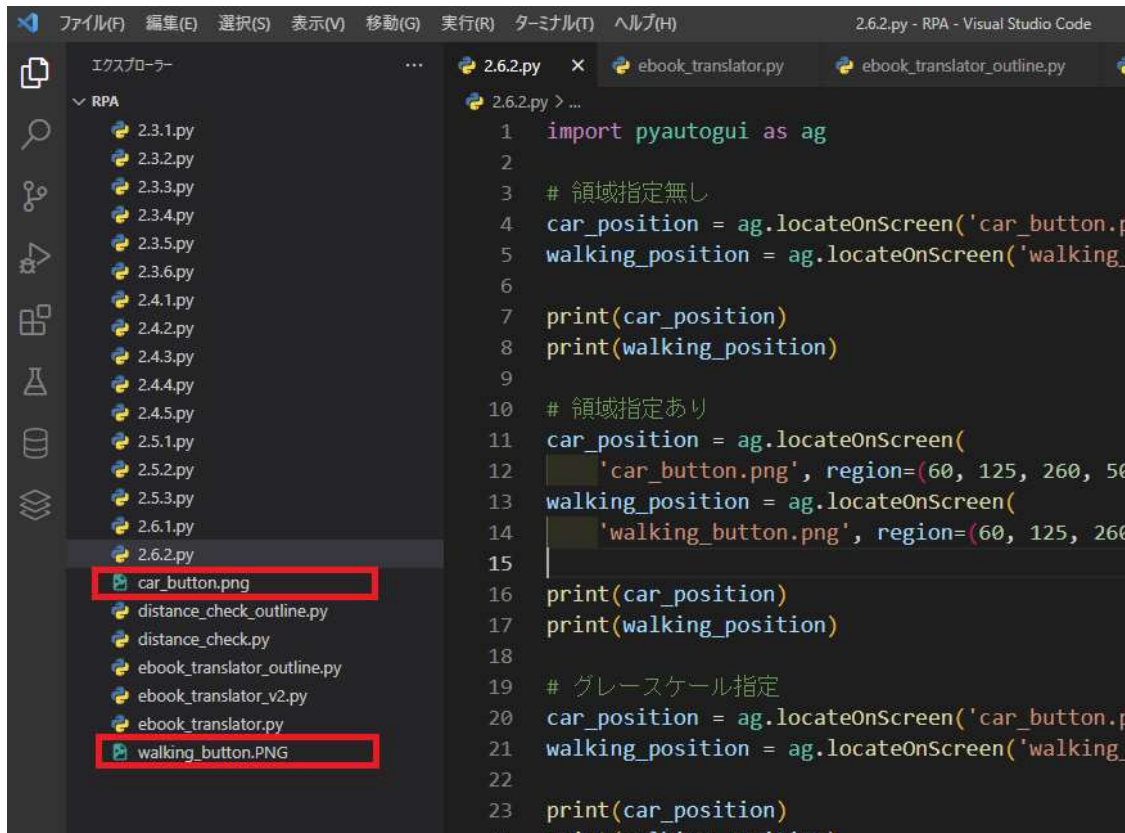 ファイル(F) 編集(E) 選択(S) 表示(V) 移動(G) 実行(R) ターミナル(T) ヘルプ(H) 2.6.2.py - RPA - Visual Studio Code
エクスプローラー ...
RPA
2.3.1.py
2.3.2.py
2.3.3.py
2.3.4.py
2.3.5.py
2.3.6.py
2.4.1.py
2.4.2.py
2.4.3.py
2.4.4.py
2.4.5.py
2.5.1.py
2.5.2.py
2.5.3.py
2.6.1.py
2.6.2.py
car_button.png
distance_check_outline.py
distance_check.py
ebook_translator_outline.py
ebook_translator_v2.py
ebook_translator.py
walking_button.PNG
2.6.2.py × ebook_translator.py ebook_translator_outline.py
2.6.2.py > ...
1 import pyautogui as ag
2
3 # 領域指定無し
4 car_position = ag.locateOnScreen('car_button.p
5 walking_position = ag.locateOnScreen('walking_
6
7 print(car_position)
8 print(walking_position)
9
10 # 領域指定あり
11 car_position = ag.locateOnScreen(
12 'car_button.png', region=(60, 125, 260, 50
13 walking_position = ag.locateOnScreen(
14 'walking_button.png', region=(60, 125, 260
15
16 print(car_position)
17 print(walking_position)
18
19 # グレースケール指定
20 car_position = ag.locateOnScreen('car_button.p
21 walking_position = ag.locateOnScreen('walking_
22
23 print(car_position)